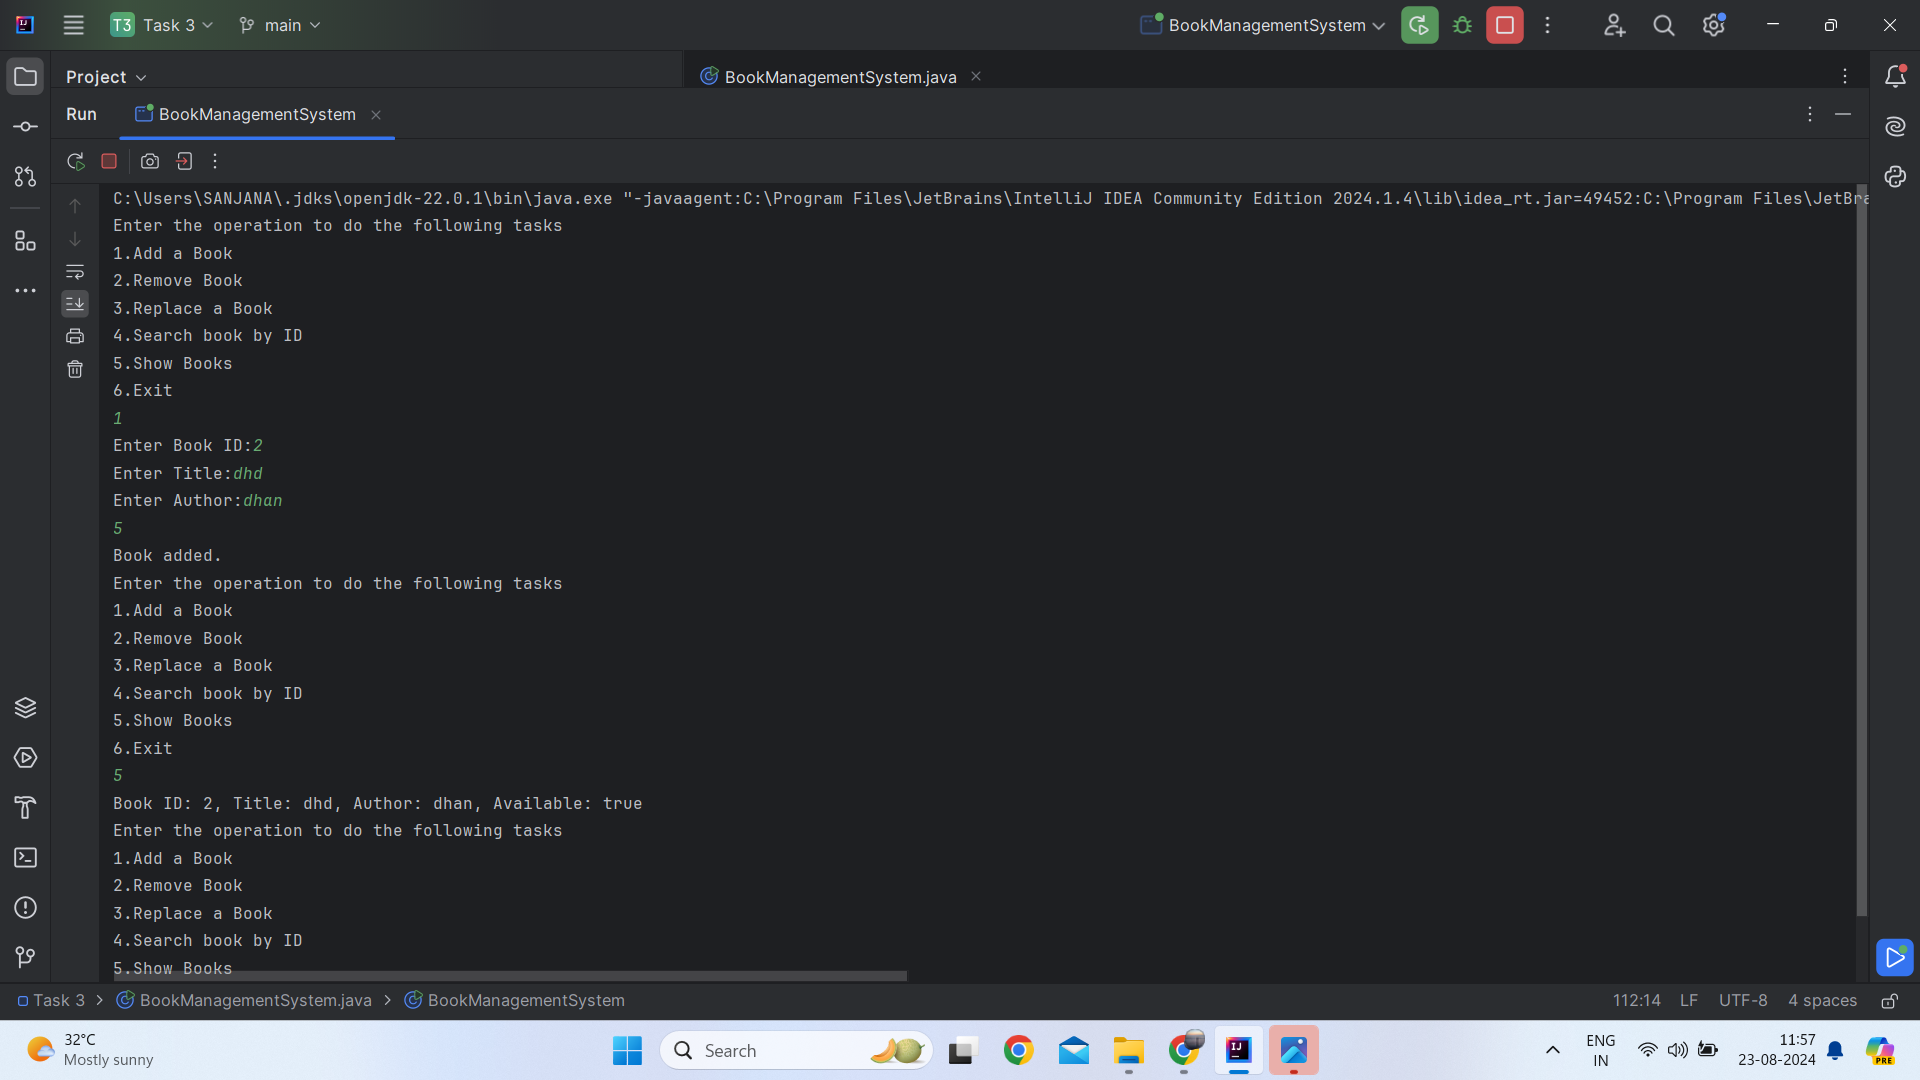 T3 Task 3 main BookManagementSystem
Project BookManagementSystem.java
Run BookManagementSystem
C:\Users\SANJANA\.jdks\openjdk-22.0.1\bin\java.exe "-javaagent:C:\Program Files\JetBrains\IntelliJ IDEA Community Edition 2024.1.4\lib\idea_rt.jar=49452:C:\Program Files\JetBra
Enter the operation to do the following tasks
1.Add a Book
2.Remove Book
3.Replace a Book
4.Search book by ID
5.Show Books
6.Exit
1
Enter Book ID:2
Enter Title:dhd
Enter Author:dhan
5
Book added.
Enter the operation to do the following tasks
1.Add a Book
2.Remove Book
3.Replace a Book
4.Search book by ID
5.Show Books
6.Exit
5
Book ID: 2, Title: dhd, Author: dhan, Available: true
Enter the operation to do the following tasks
1.Add a Book
2.Remove Book
3.Replace a Book
4.Search book by ID
5.Show Books
Task 3 > BookManagementSystem.java > BookManagementSystem 112:14 LF UTF-8 4 spaces
32°C
Mostly sunny
Search
ENG
IN
11:57
23-08-2024
PRE